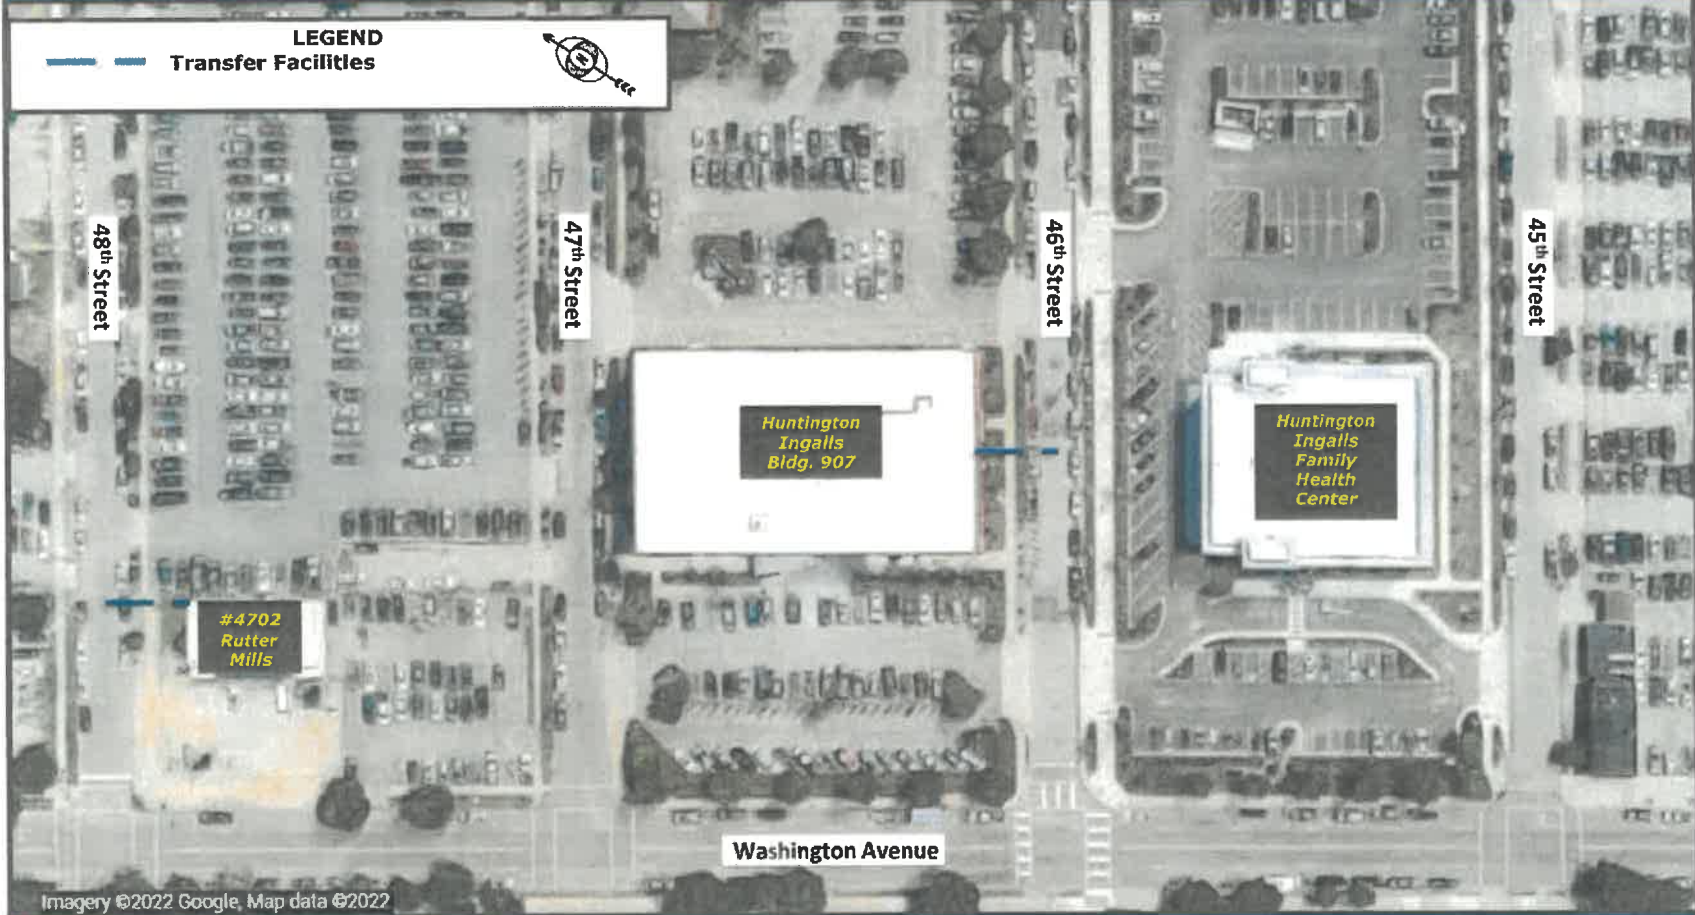 LEGEND
Transfer Facilities
N
48th Street
47th Street
46th Street
45th Street
Huntington
Ingalls
Bldg. 907
Huntington
Ingalls
Family
Health
Center
#4702
Rutter
Mills
Washington Avenue
Imagery ©2022 Google, Map data ©2022